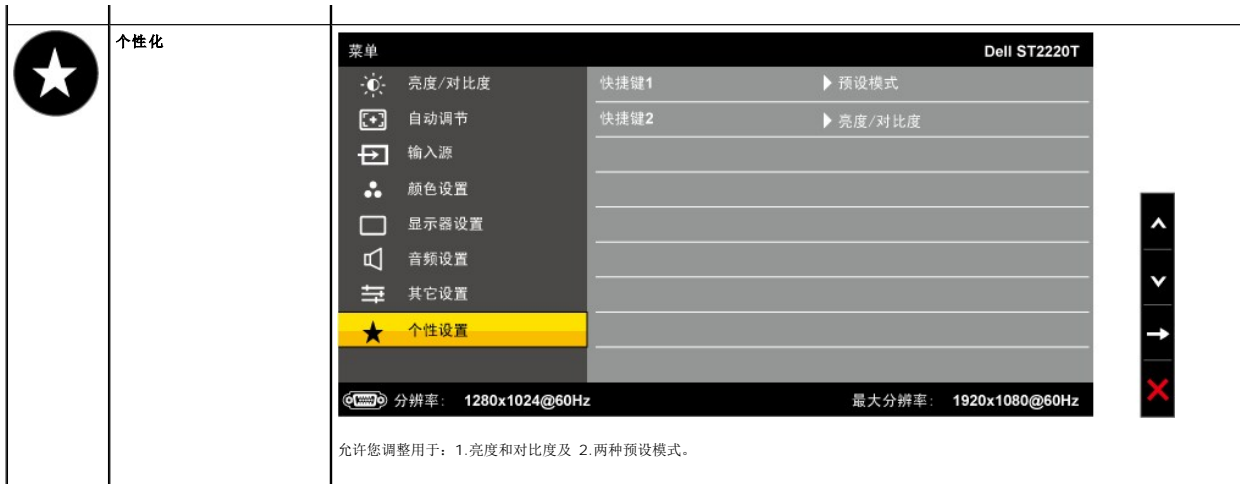 个性化
菜单 Dell ST2220T
亮度/对比度 快捷键1 预设模式
自动调节 快捷键2 亮度/对比度
输入源
颜色设置
显示器设置
音频设置
其它设置
个性设置
分辨率: 1280x1024@60Hz 最大分辨率: 1920x1080@60Hz
允许您调整用于：1.亮度和对比度及 2.两种预设模式。